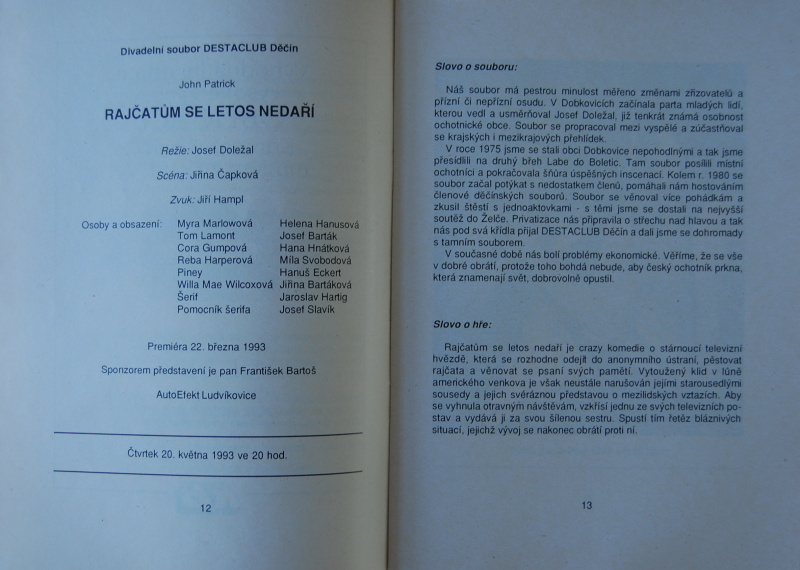 Divadelní soubor DESTACLUB Děčín
John Patrick
RAJČATŮM SE LETOS NEDAŘÍ
Režie: Josef Doležal
Scéna: Jiřina Čapková
Zvuk: Jiří Hampl
Osoby a obsazení: Myra Marlowová Helena Hanusová
Tom Lamont Josef Barták
Cora Gumpová Hana Hnátková
Reba Harperová Míla Svobodová
Piney Hanuš Eckert
Willa Mae Wilcoxová Jiřina Bartáková
Šerif Jaroslav Hartig
Pomocník šerifa Josef Slavík
Premiéra 22. března 1993
Sponzorem představení je pan František Bartoš
AutoEfekt Ludvíkovice
Čtvrtek 20. května 1993 ve 20 hod.
12
Slovo o souboru:
Náš soubor má pestrou minulost měřeno změnami zřizovatelů a
přízní či nepřízní osudu. V Dobkovicích začínala parta mladých lidí,
kterou vedl a usměrňoval Josef Doležal, již tenkrát známá osobnost
ochotnické obce. Soubor se propracoval mezi vyspělé a zúčastňoval
se krajských i mezikrajových přehlídek.
V roce 1975 jsme se stali obci Dobkovice nepohodlnými a tak jsme
přesídlili na druhý břeh Labe do Boletic. Tam soubor posílili místní
ochotníci a pokračovala šňůra úspěšných inscenací. Kolem r. 1980 se
soubor začal potýkat s nedostatkem členů, pomáhali nám hostováním
členové děčínských souborů. Soubor se věnoval více pohádkám a
zkusil štěstí s jednoaktovkami - s těmi jsme se dostali na nejvyšší
soutěž do Želče. Privatizace nás připravila o střechu nad hlavou a tak
nás pod svá křídla přijal DESTACLUB Děčín a dali jsme se dohromady
s tamním souborem.
V současné době nás bolí problémy ekonomické. Věříme, že se vše
v dobré obrátí, protože toho bohdá nebude, aby český ochotník prkna,
která znamenají svět, dobrovolně opustil.
Slovo o hře:
Rajčatům se letos nedaří je crazy komedie o stárnoucí televizní
hvězdě, která se rozhodne odejít do anonymního ústraní, pěstovat
rajčata a věnovat se psaní svých pamětí. Vytoužený klid v lůně
amerického venkova je však neustále narušován jejími starousedlými
sousedy a jejich svéráznou představou o mezilidských vztazích. Aby
se vyhnula otravným návštěvám, vzkřísí jednu ze svých televizních po-
stav a vydává ji za svou šílenou sestru. Spustí tím řetěz bláznivých
situací, jejichž vývoj se nakonec obrátí proti ní.
13